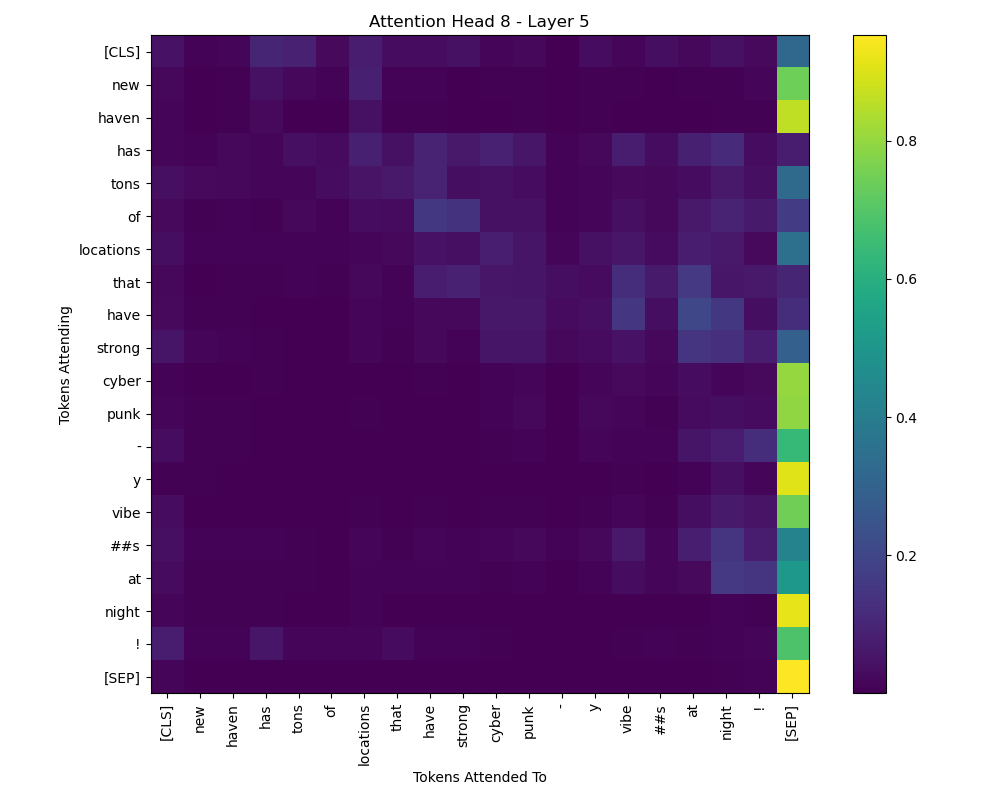 Attention Head 8 - Layer 5
[CLS]
new
haven
has
tons
of
locations
that
have
strong
cyber
punk
-
y
vibe
##s
at
night
!
[SEP]
Tokens Attending
[CLS]
new
haven
has
tons
of
locations
that
have
strong
cyber
punk
-
y
vibe
##s
at
night
!
[SEP]
Tokens Attended To
0.8
0.6
0.4
0.2